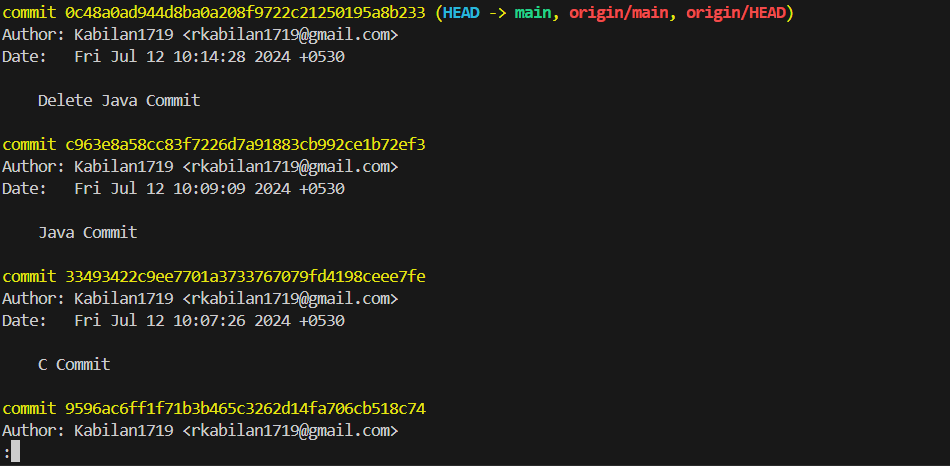 commit 0c48a0ad944d8ba0a208f9722c21250195a8b233 (HEAD -> main, origin/main, origin/HEAD)
Author: Kabilan1719 <rkabilan1719@gmail.com>
Date:   Fri Jul 12 10:14:28 2024 +0530
Delete Java Commit
commit c963e8a58cc83f7226d7a91883cb992ce1b72ef3
Author: Kabilan1719 <rkabilan1719@gmail.com>
Date:   Fri Jul 12 10:09:09 2024 +0530
Java Commit
commit 33493422c9ee7701a3733767079fd4198ceee7fe
Author: Kabilan1719 <rkabilan1719@gmail.com>
Date:   Fri Jul 12 10:07:26 2024 +0530
C Commit
commit 9596ac6ff1f71b3b465c3262d14fa706cb518c74
Author: Kabilan1719 <rkabilan1719@gmail.com>
: